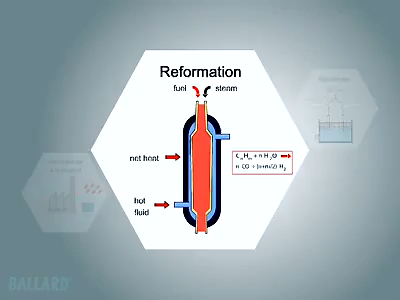 Reformation
fuel
steam
net heat
CₙHₘ + n H₂O
n CO + (n+m/2) H₂
hot
fluid
BALLARD